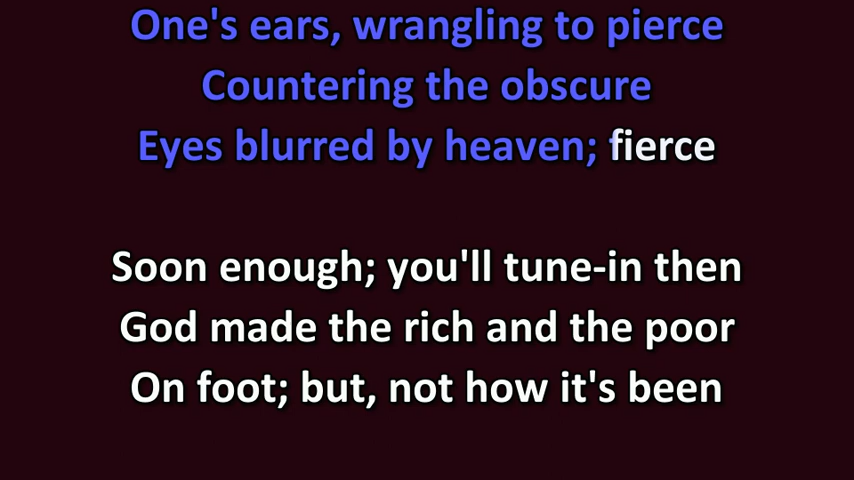 One's ears, wrangling to pierce
Countering the obscure
Eyes blurred by heaven; fierce
Soon enough; you'll tune-in then
God made the rich and the poor
On foot; but, not how it's been